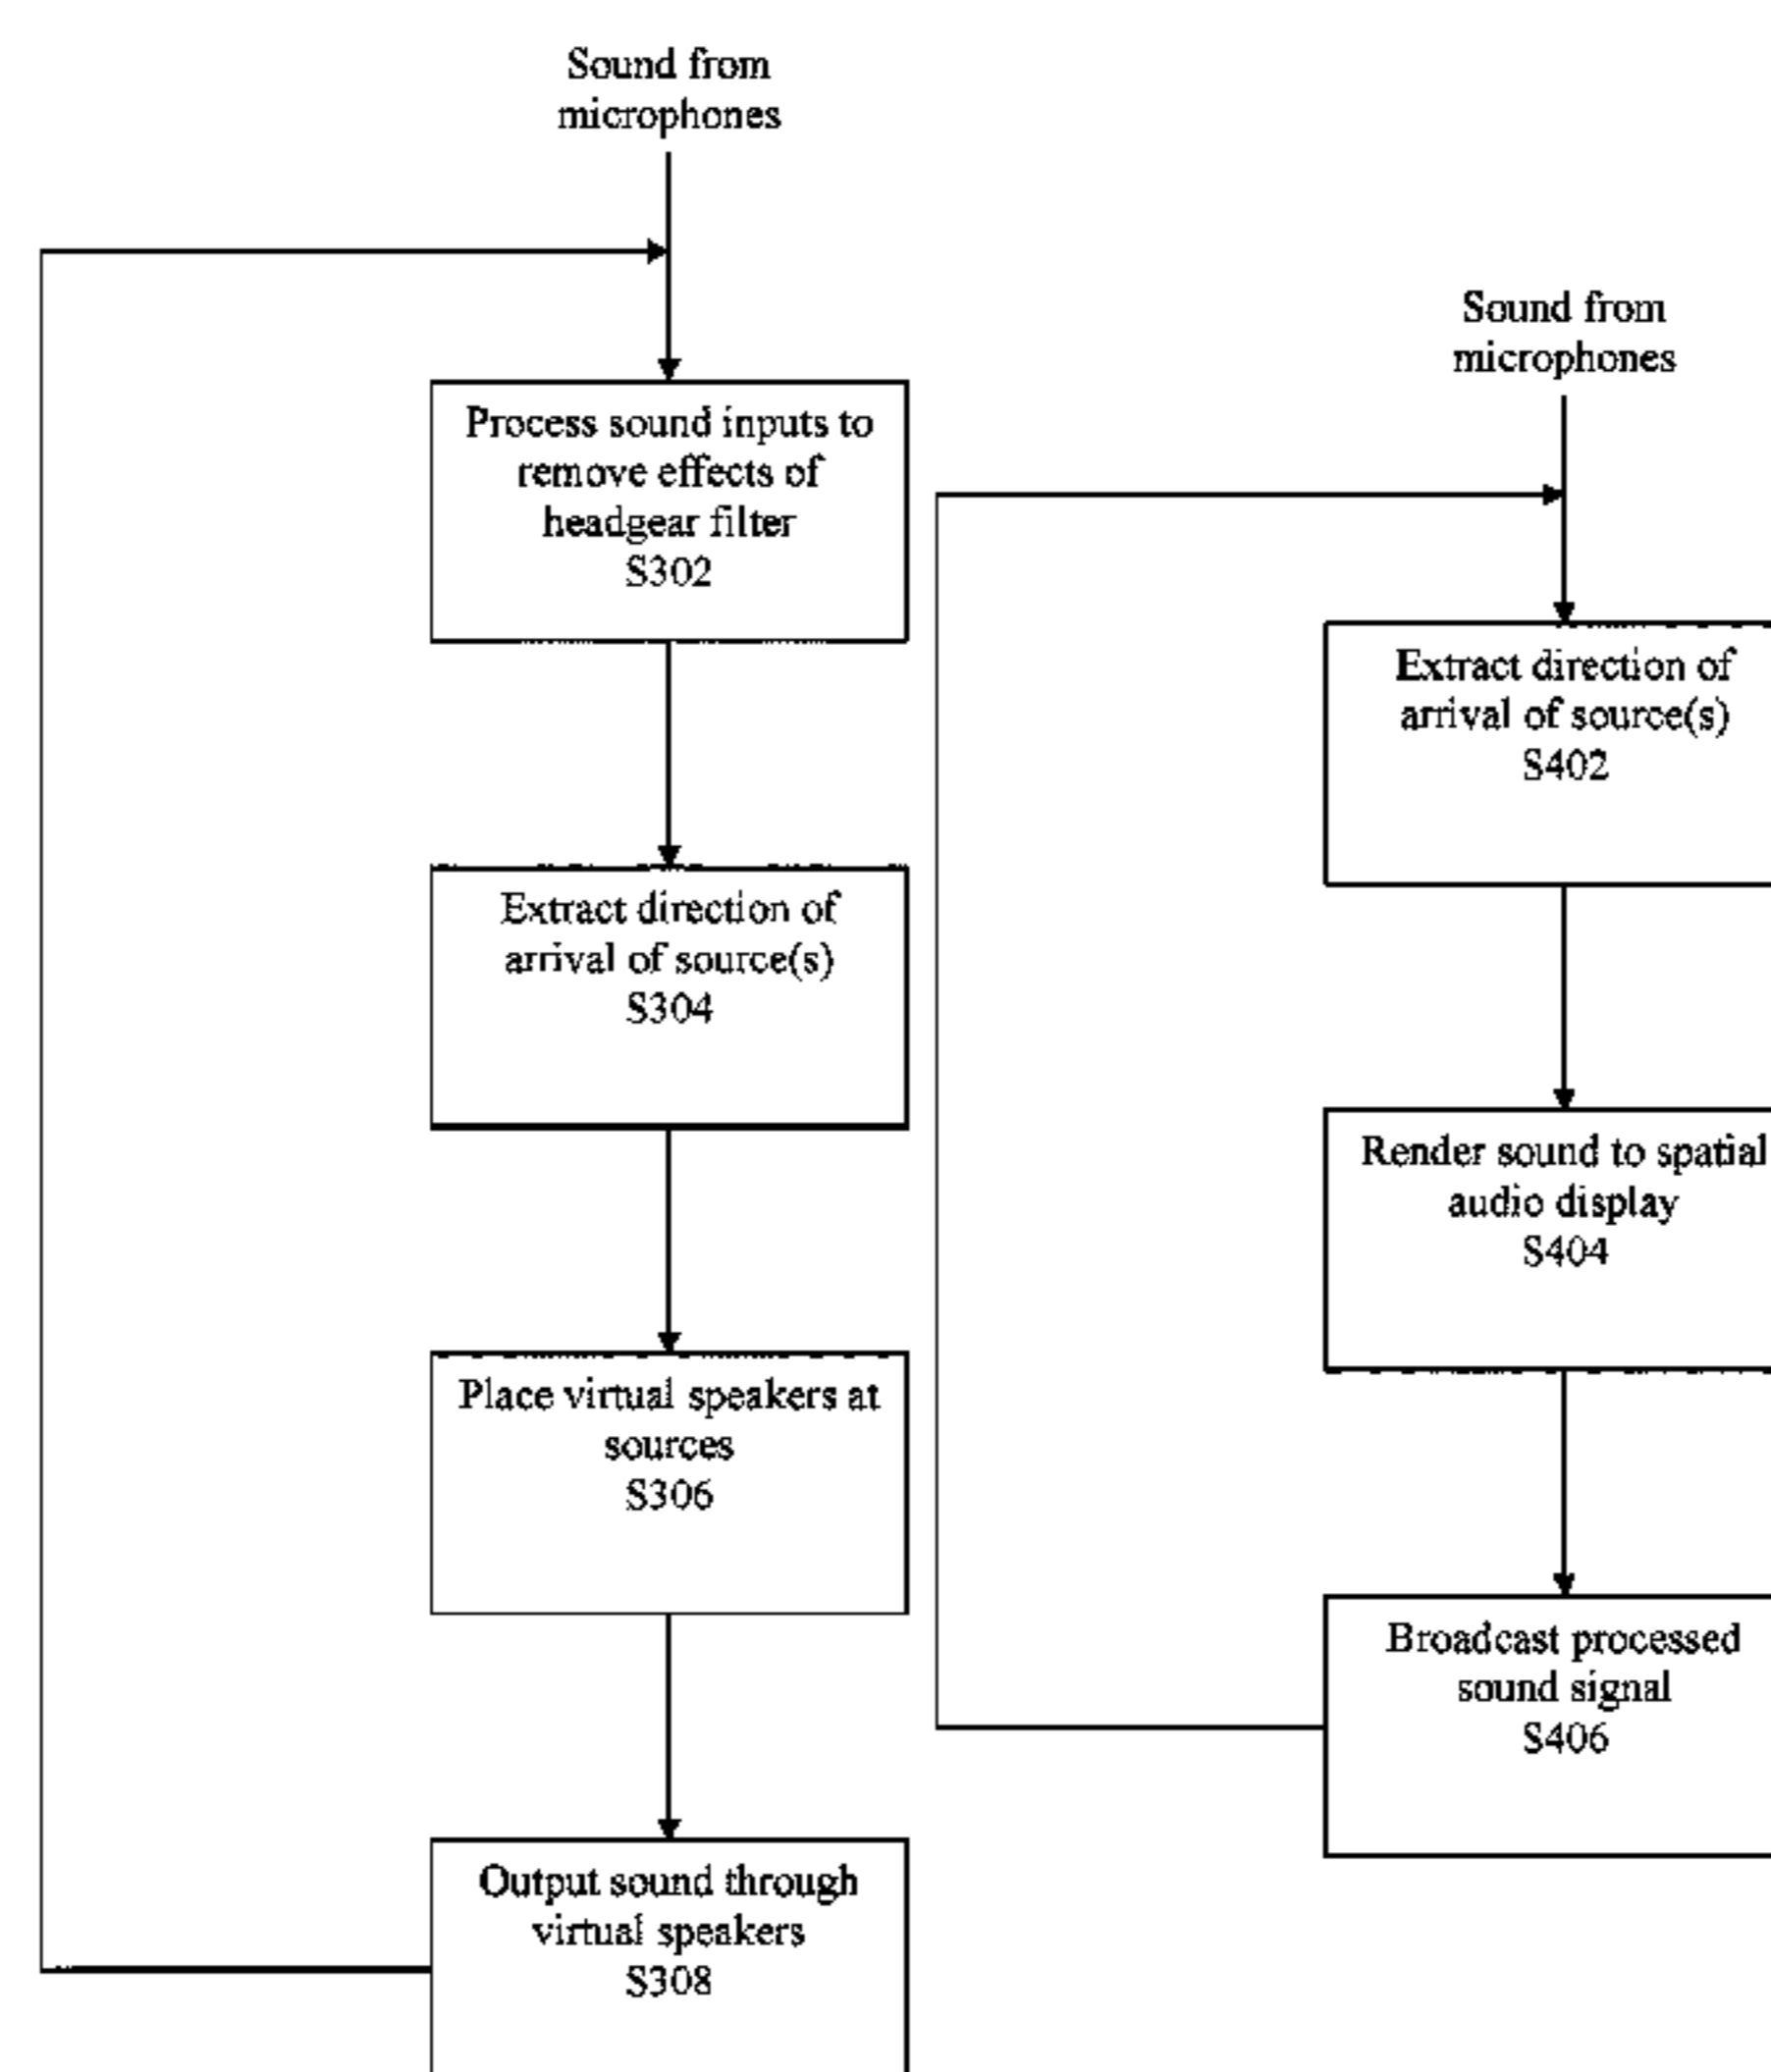 Sound from
microphones
Process sound inputs to
remove effects of
headgear filter
S302
Extract direction of
arrival of source(s)
S304
Place virtual speakers at
sources
S306
Output sound through
virtual speakers
S308
Sound from
microphones
Extract direction of
arrival of source(s)
S402
Render sound to spatial
audio display
S404
Broadcast processed
sound signal
S406